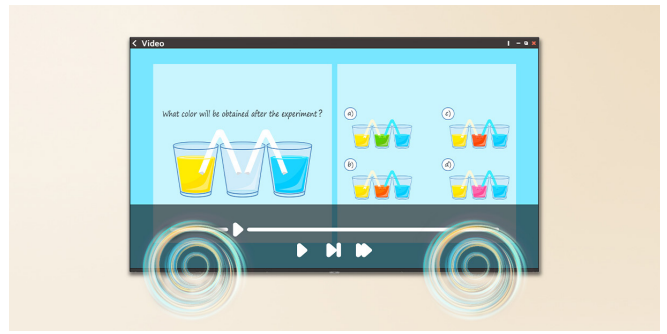 Video
What color will be obtained after the experiment?
a)
c)
b)
d)